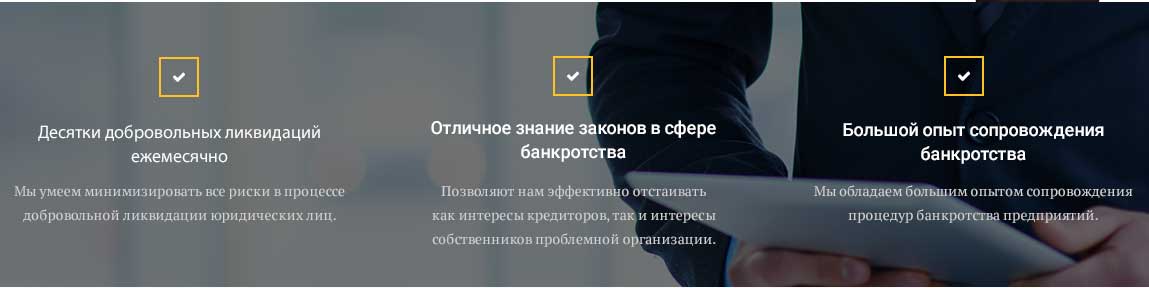 Десятки добровольных ликвидаций
ежемесячно
Мы умеем минимизировать все риски в процессе
добровольной ликвидации юридических лиц.
Отличное знание законов в сфере
банкротства
Позволяют нам эффективно отстаивать
как интересы кредиторов, так и интересы
собственников проблемной организации.
Большой опыт сопровождения
банкротства
Мы обладаем большим опытом сопровождения
процедур банкротства предприятий.